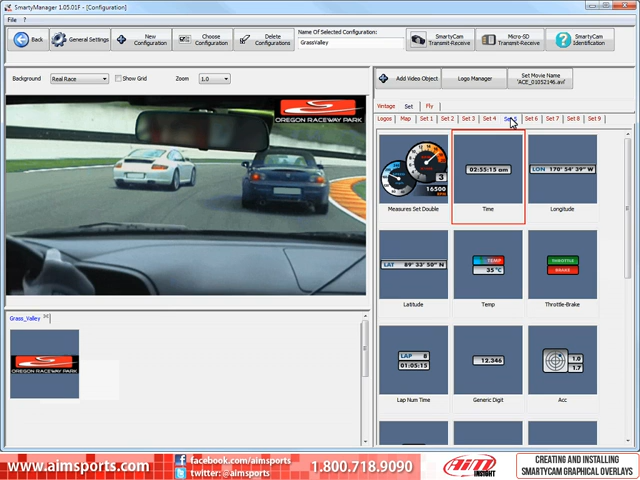 SmartyManager 1.05.01F - [Configuration]
File ?
Back
General Settings
New Configuration
Choose Configuration
Delete Configurations
Name Of Selected Configuration:
GrassValley
SmartyCam Transmit-Receive
Micro-SD Transmit-Receive
SmartyCam Identification
Background
Real Race
Show Grid
Zoom
1.0
Add Video Object
Logo Manager
Set Movie Name 'ACE_01052146.avi'
Vintage Set Fly
Logos Map Set 1 Set 2 Set 3 Set 4 Set 5 Set 6 Set 7 Set 8 Set 9
OREGON RACEWAY PARK
3
16500
Measures Set Double
02:55:15 am
Time
LON 170° 54' 39" W
Longitude
LAT 89° 33' 50" N
Latitude
TEMP
35°C
Temp
THROTTLE
BRAKE
Throttle-Brake
Grass_Valley
OREGON RACEWAY PARK
LAP 8
01:05:15
Lap Num Time
12.346
Generic Digit
1.0
1.7
Acc
www.aimsports.com
facebook.com/aimsports
twitter: @aimsports
1.800.718.9090
AiM
INSIGHT
CREATING AND INSTALLING
SMARTYCAM GRAPHICAL OVERLAYS